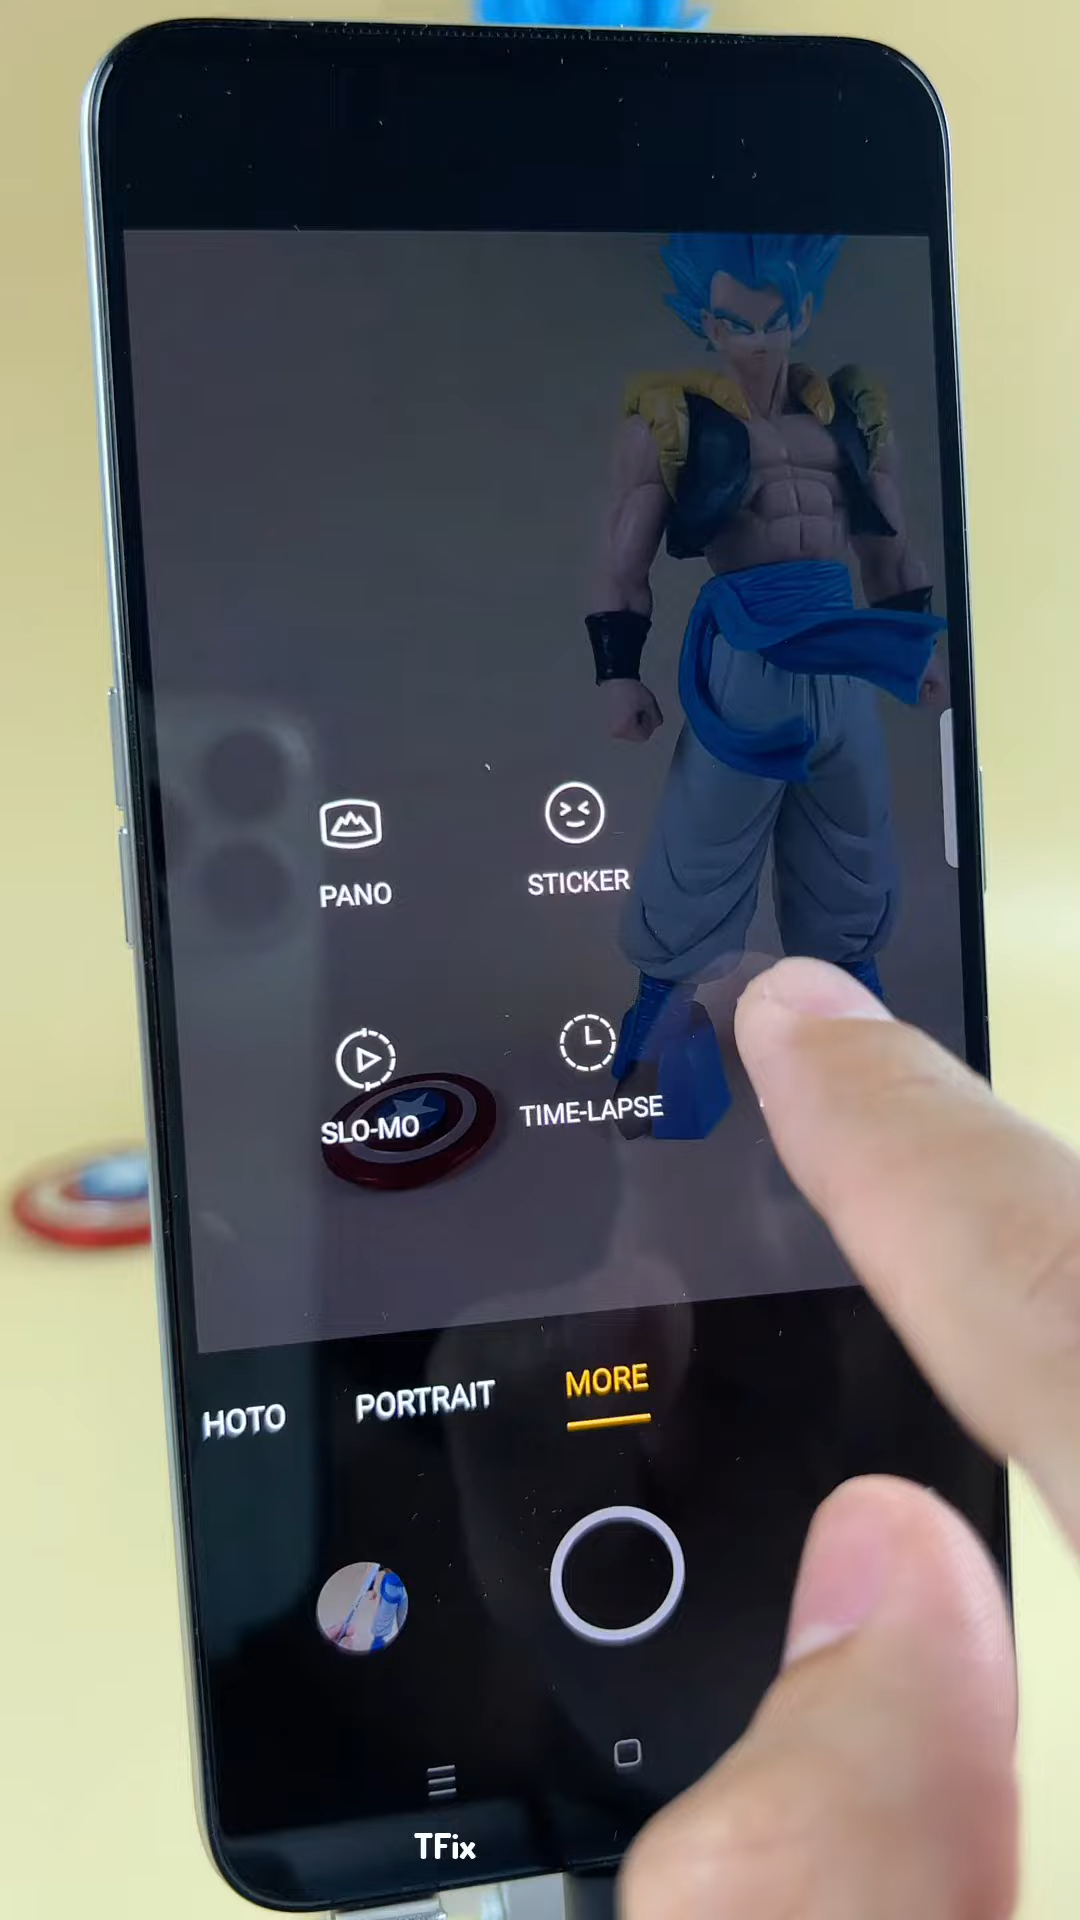 PANO
STICKER
SLO-MO
TIME-LAPSE
HOTO
PORTRAIT
MORE
TFix